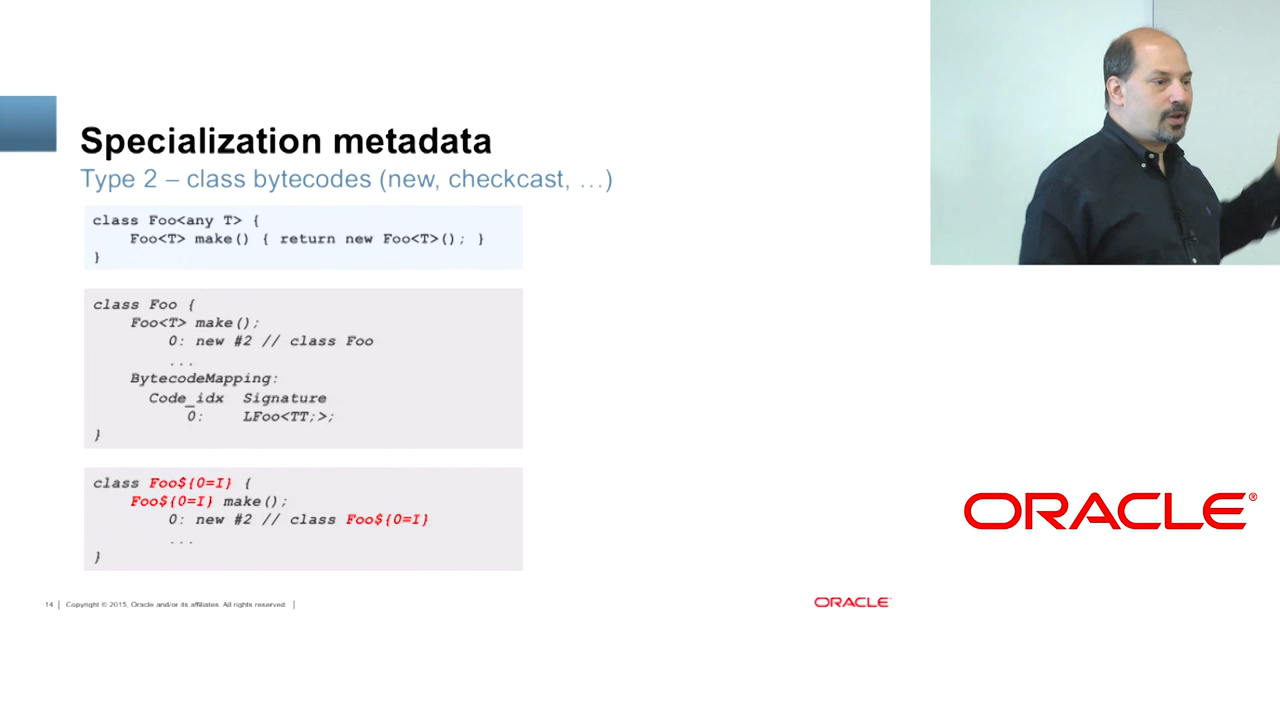 Specialization metadata
Type 2 – class bytecodes (new, checkcast, …)
class Foo<any T> {
Foo<T> make() { return new Foo<T>(); }
}
class Foo {
Foo<T> make();
0: new #2 // class Foo
...
BytecodeMapping:
Code_idx Signature
0: LFoo<TT;>;
}
class Foo${0=I} {
Foo${0=I} make();
0: new #2 // class Foo${0=I}
...
}
14 | Copyright © 2015, Oracle and/or its affiliates. All rights reserved. |
ORACLE
ORACLE®